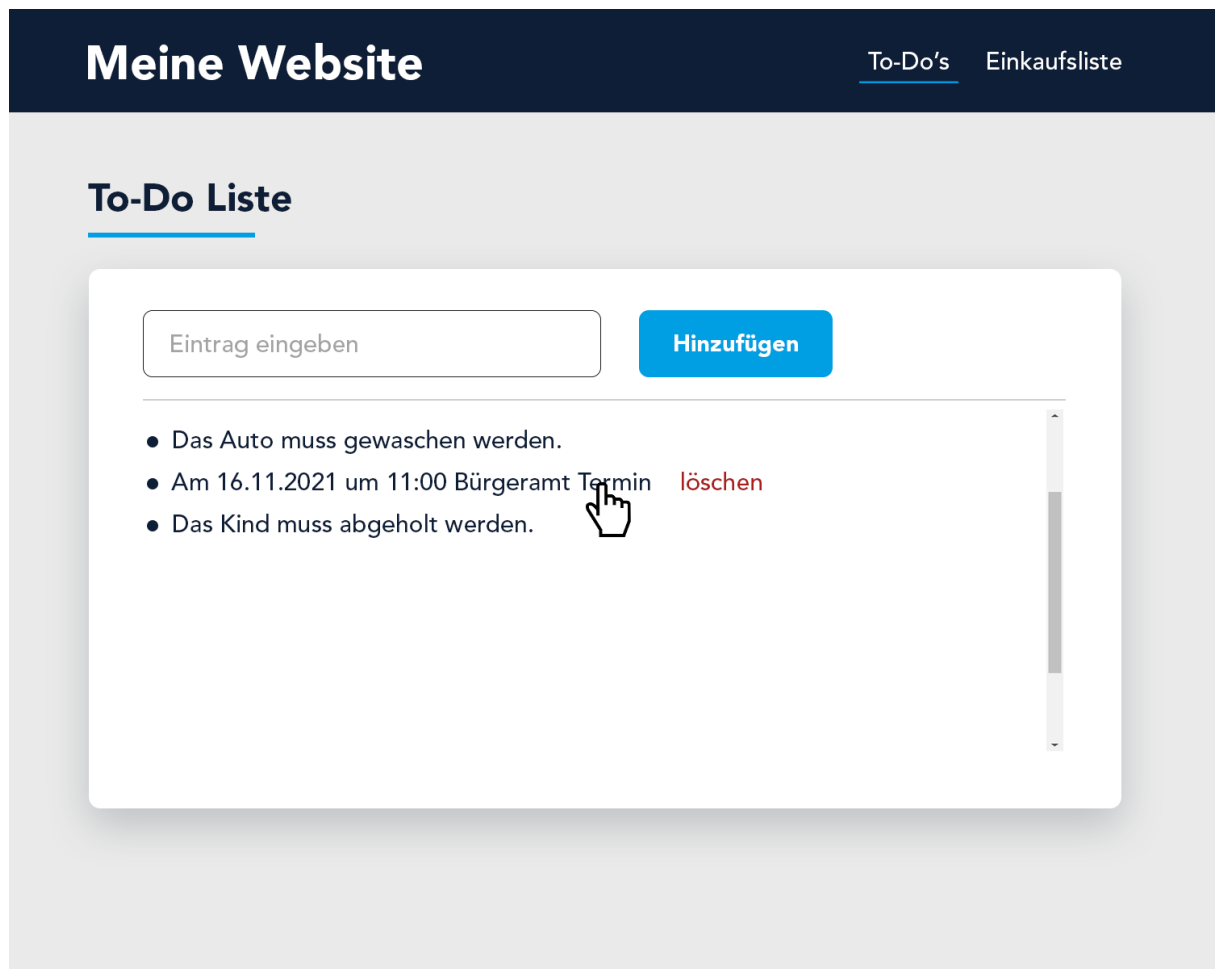 Meine Website
To-Do’s
Einkaufsliste
To-Do Liste
Eintrag eingeben
Hinzufügen
Das Auto muss gewaschen werden.
Am 16.11.2021 um 11:00 Bürgeramt Termin löschen
Das Kind muss abgeholt werden.